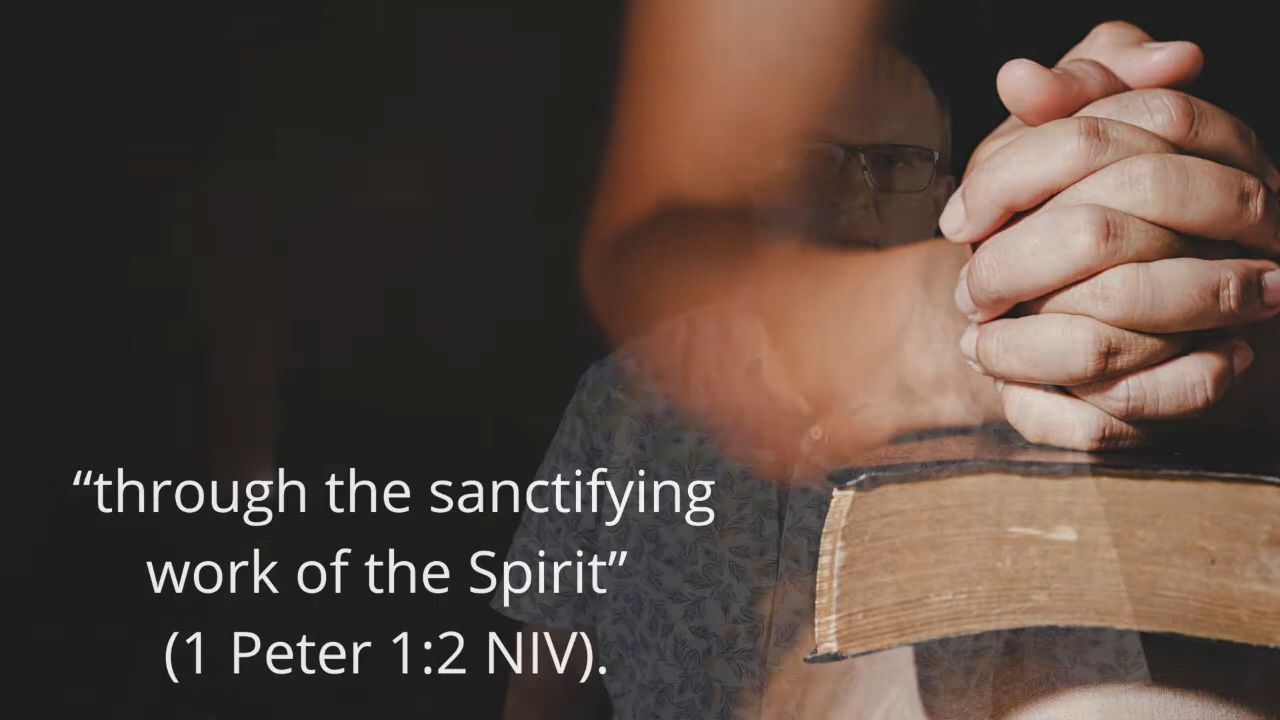 “through the sanctifying
work of the Spirit”
(1 Peter 1:2 NIV).